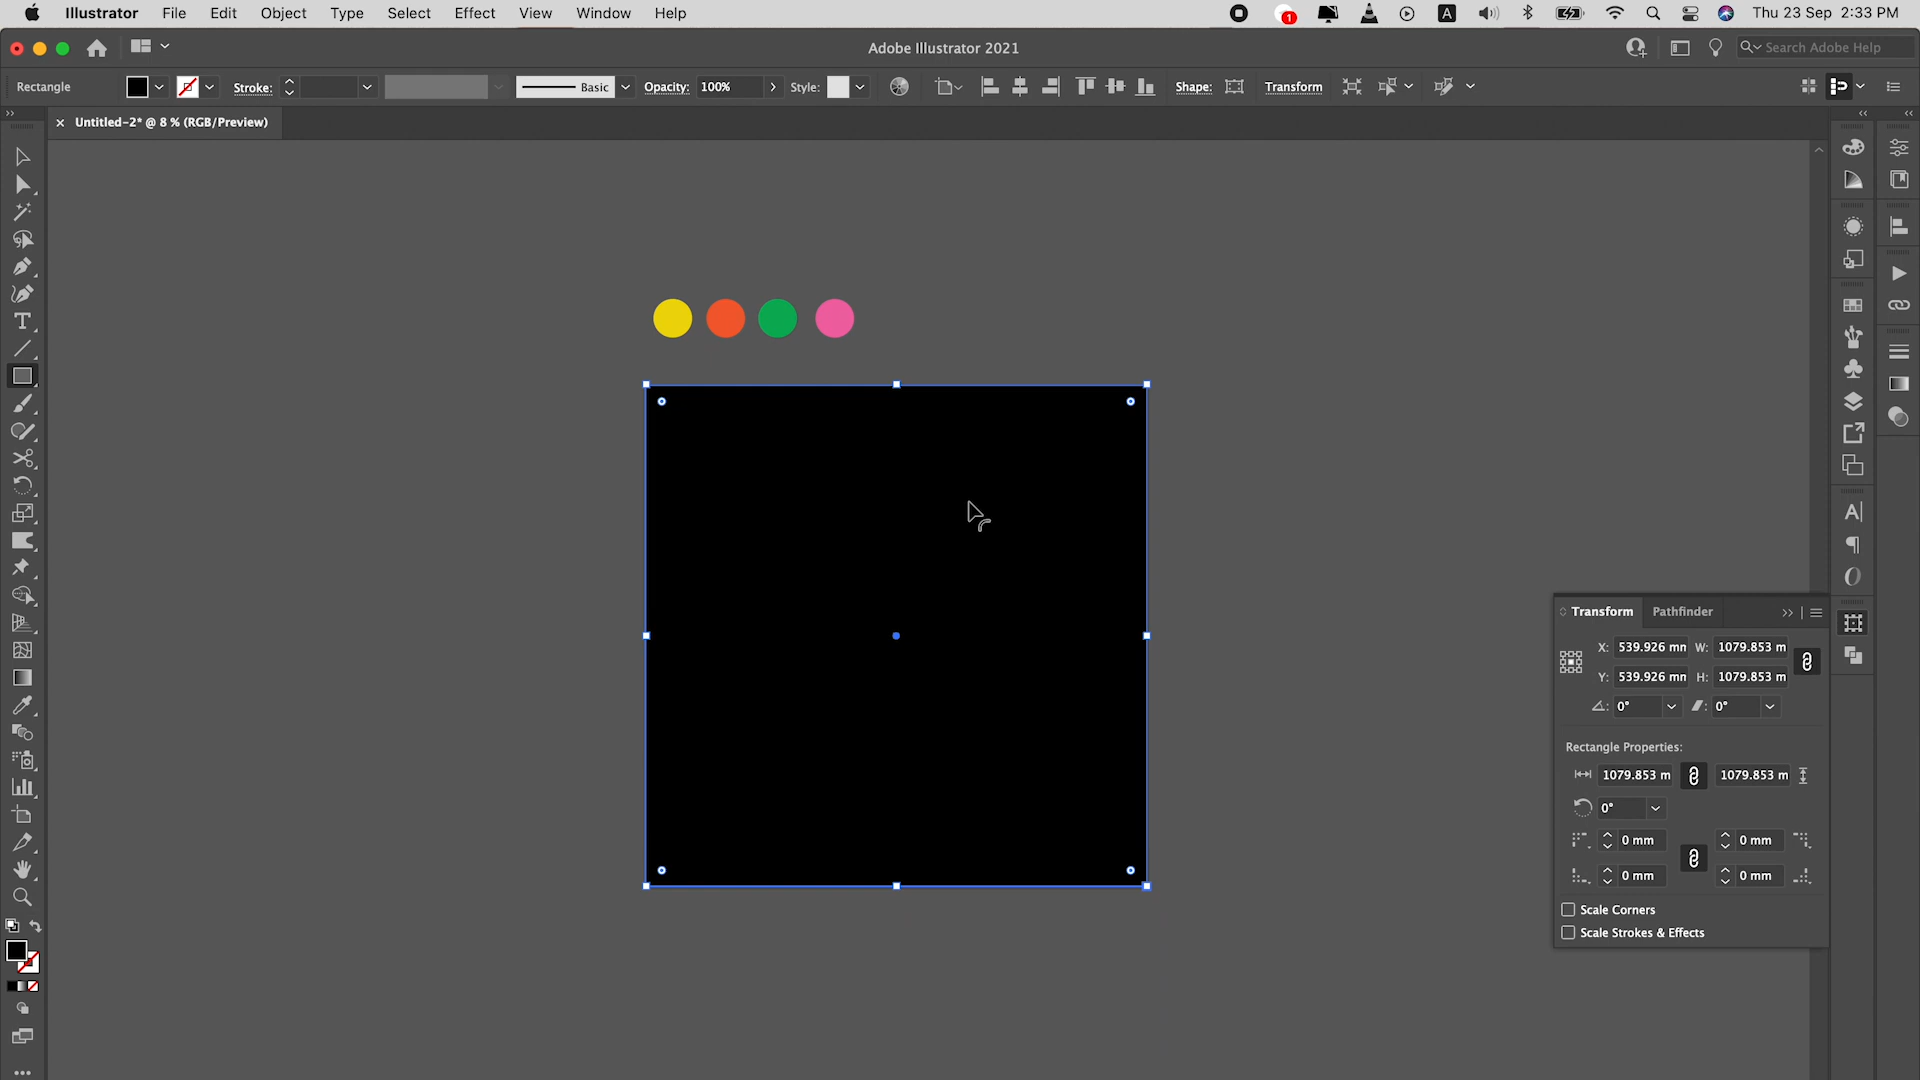 Illustrator File Edit Object Type Select Effect View Window Help 1 A Thu 23 Sep 2:33 PM
Adobe Illustrator 2021 Search Adobe Help
Rectangle Stroke: Basic Opacity: 100% Style: Shape: Transform
× Untitled-2* @ 8 % (RGB/Preview)
Transform Pathfinder
X: 539.926 mm W: 1079.853 m
Y: 539.926 mm H: 1079.853 m
0° 0°
Rectangle Properties:
1079.853 m 1079.853 m
0°
0 mm 0 mm
0 mm 0 mm
Scale Corners
Scale Strokes & Effects